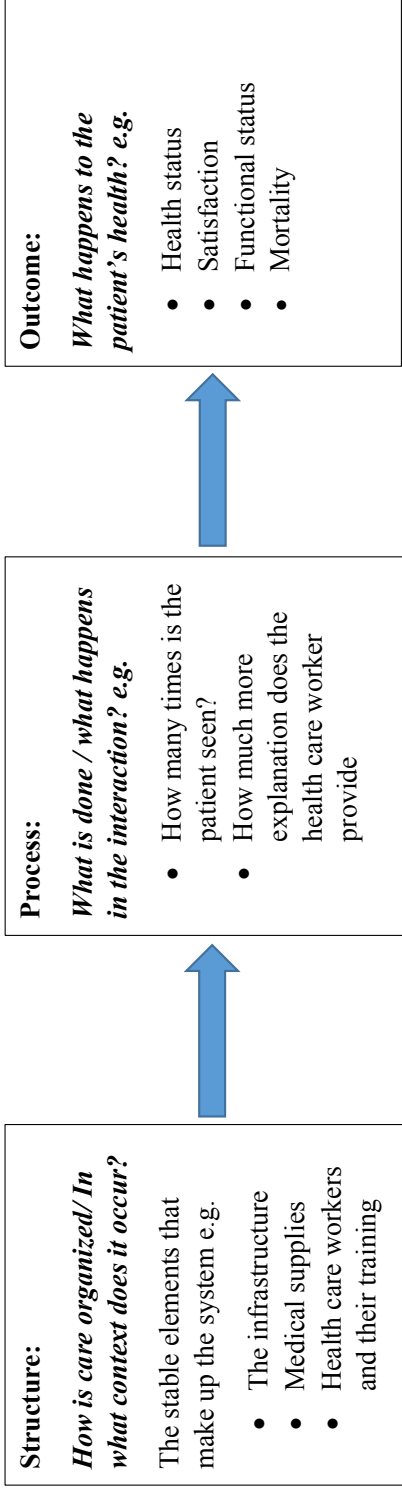 Structure:
How is care organized/ In
what context does it occur?
The stable elements that
make up the system e.g.
● The infrastructure
● Medical supplies
● Health care workers
and their training
Process:
What is done / what happens
in the interaction? e.g.
● How many times is the
patient seen?
● How much more
explanation does the
health care worker
provide
Outcome:
What happens to the
patient’s health? e.g.
● Health status
● Satisfaction
● Functional status
● Mortality